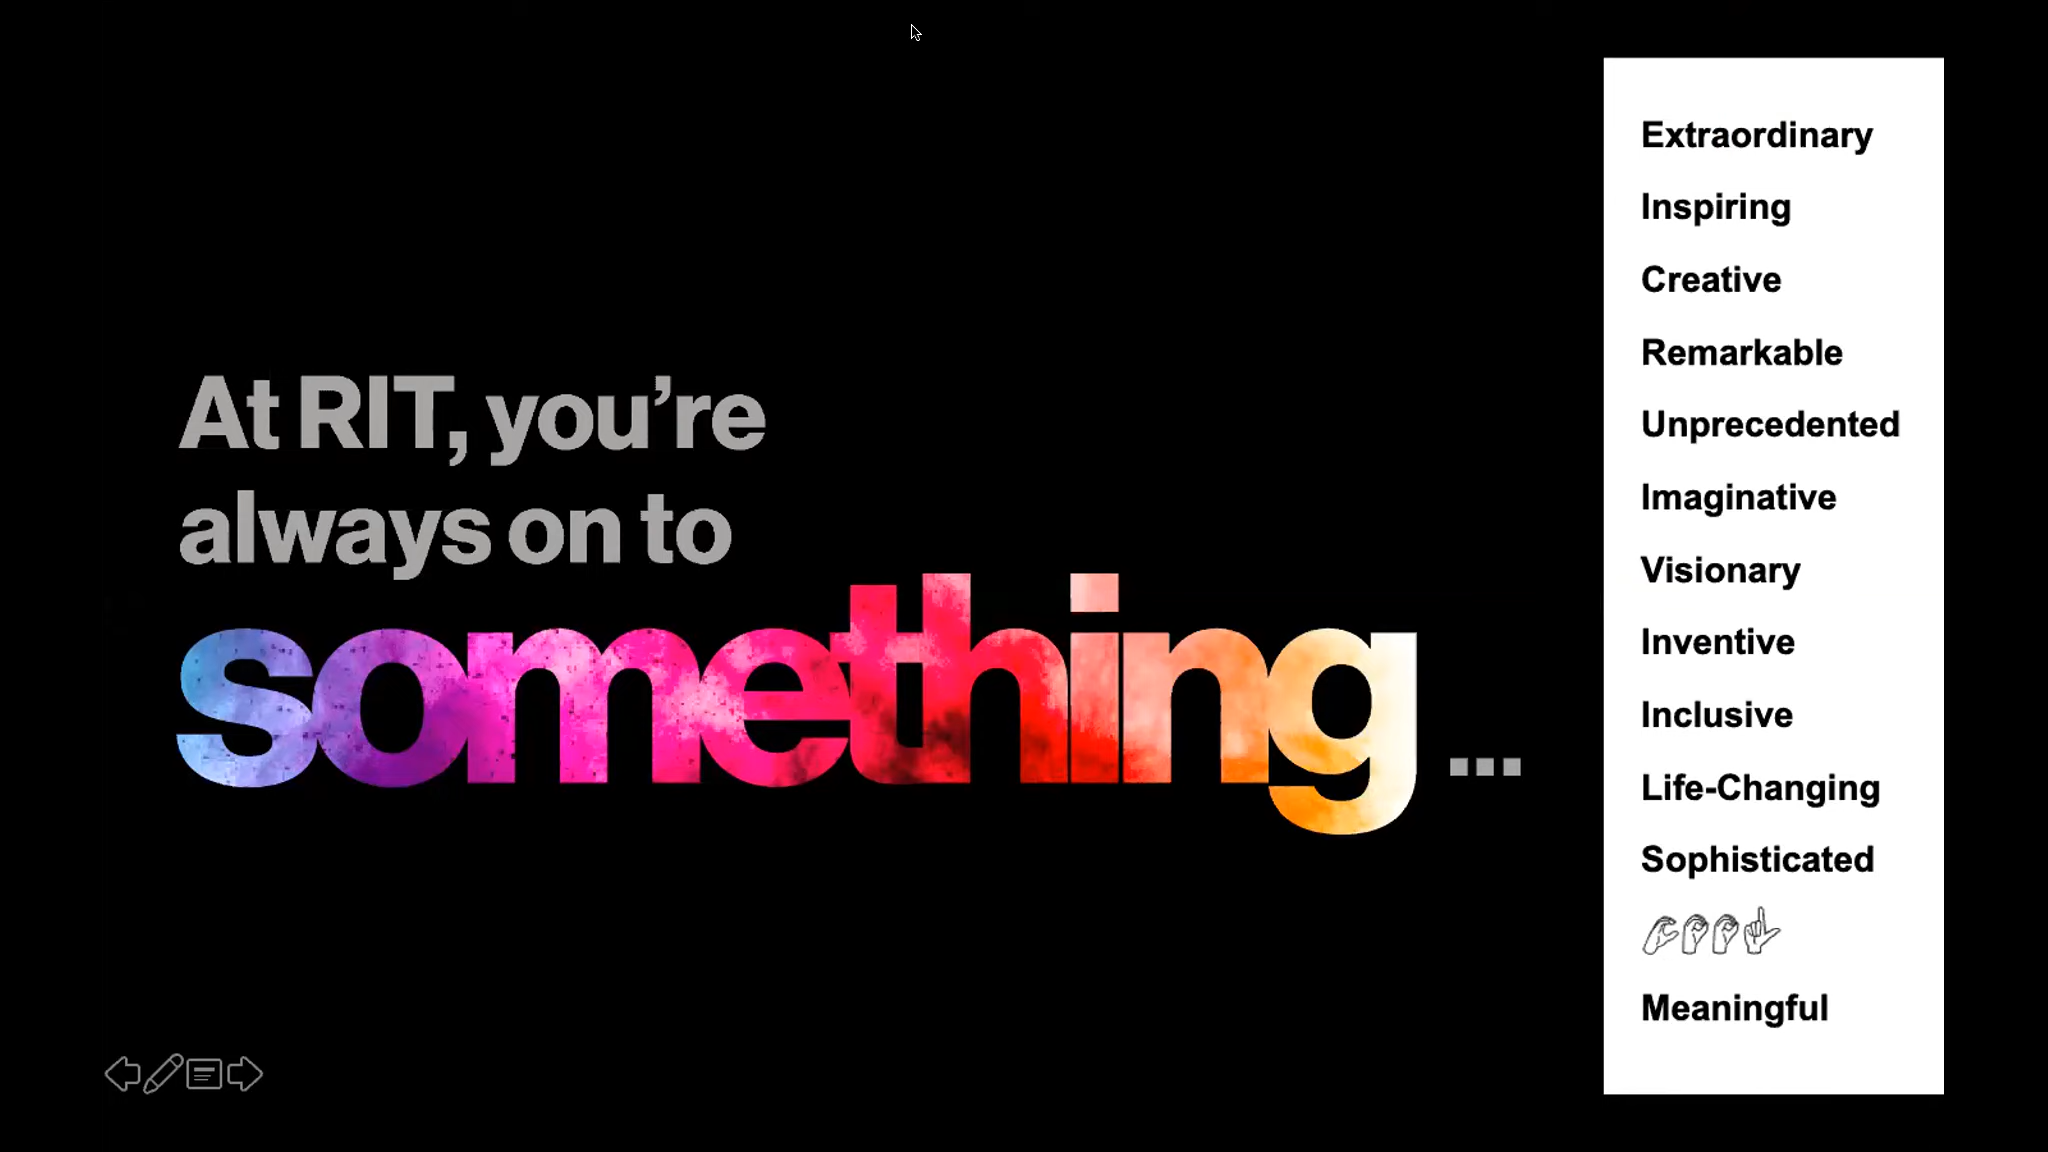 At RIT, you're
always on to
something...
Extraordinary
Inspiring
Creative
Remarkable
Unprecedented
Imaginative
Visionary
Inventive
Inclusive
Life-Changing
Sophisticated
Meaningful